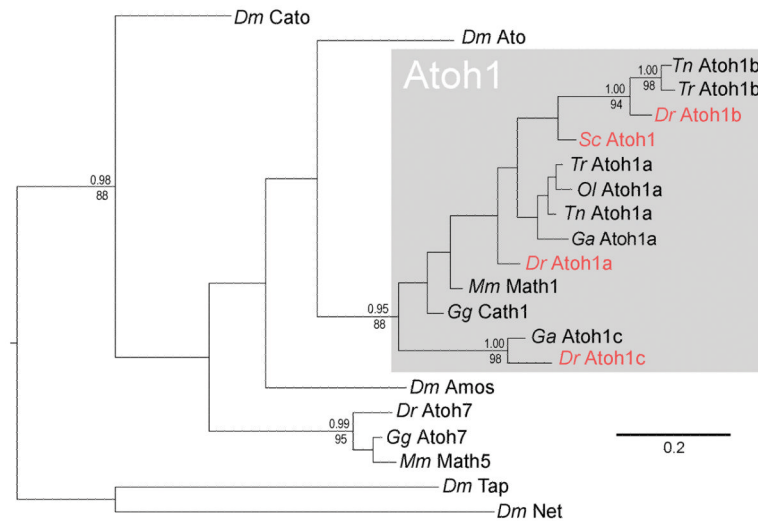 Dm Cato
Dm Ato
Atoh1
1.00
98
Tn Atoh1b
Tr Atoh1b
1.00
94
Dr Atoh1b
Sc Atoh1
Tr Atoh1a
Ol Atoh1a
Tn Atoh1a
Ga Atoh1a
Dr Atoh1a
0.98
88
Mm Math1
Gg Cath1
0.95
88
Ga Atoh1c
1.00
98
Dr Atoh1c
Dm Amos
Dr Atoh7
0.99
95
Gg Atoh7
Mm Math5
0.2
Dm Tap
Dm Net